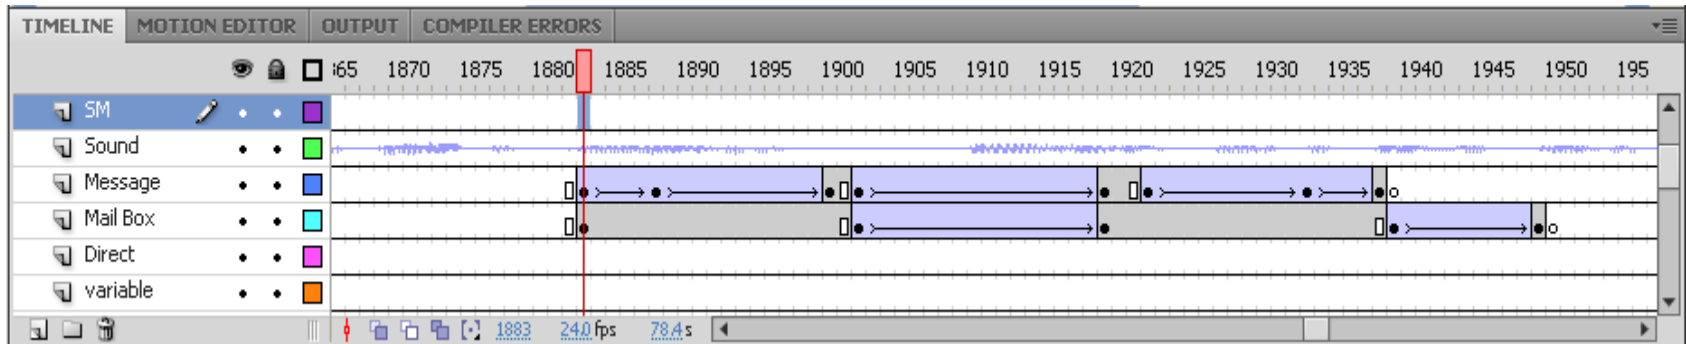 TIMELINE MOTION EDITOR OUTPUT COMPILER ERRORS
365 1870 1875 1880 1885 1890 1895 1900 1905 1910 1915 1920 1925 1930 1935 1940 1945 1950 195
SM
Sound
Message
Mail Box
Direct
variable
1883 24.0 fps 78.4 s